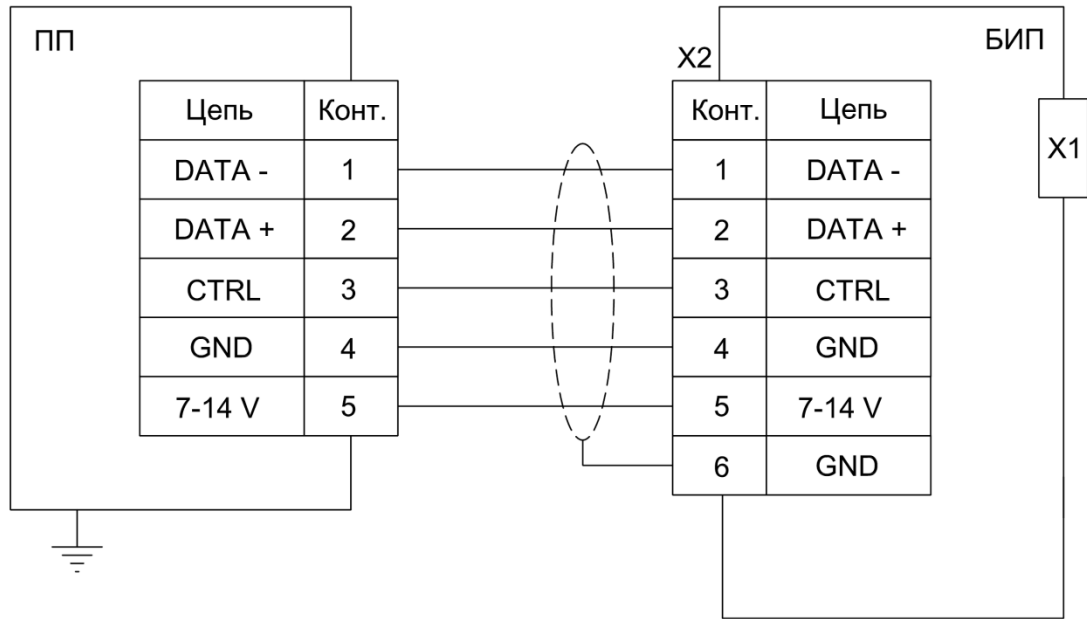 ПП
БИП
X2
X1
Цепь Конт.
DATA - 1
DATA + 2
CTRL 3
GND 4
7-14 V 5
Конт. Цепь
1 DATA -
2 DATA +
3 CTRL
4 GND
5 7-14 V
6 GND